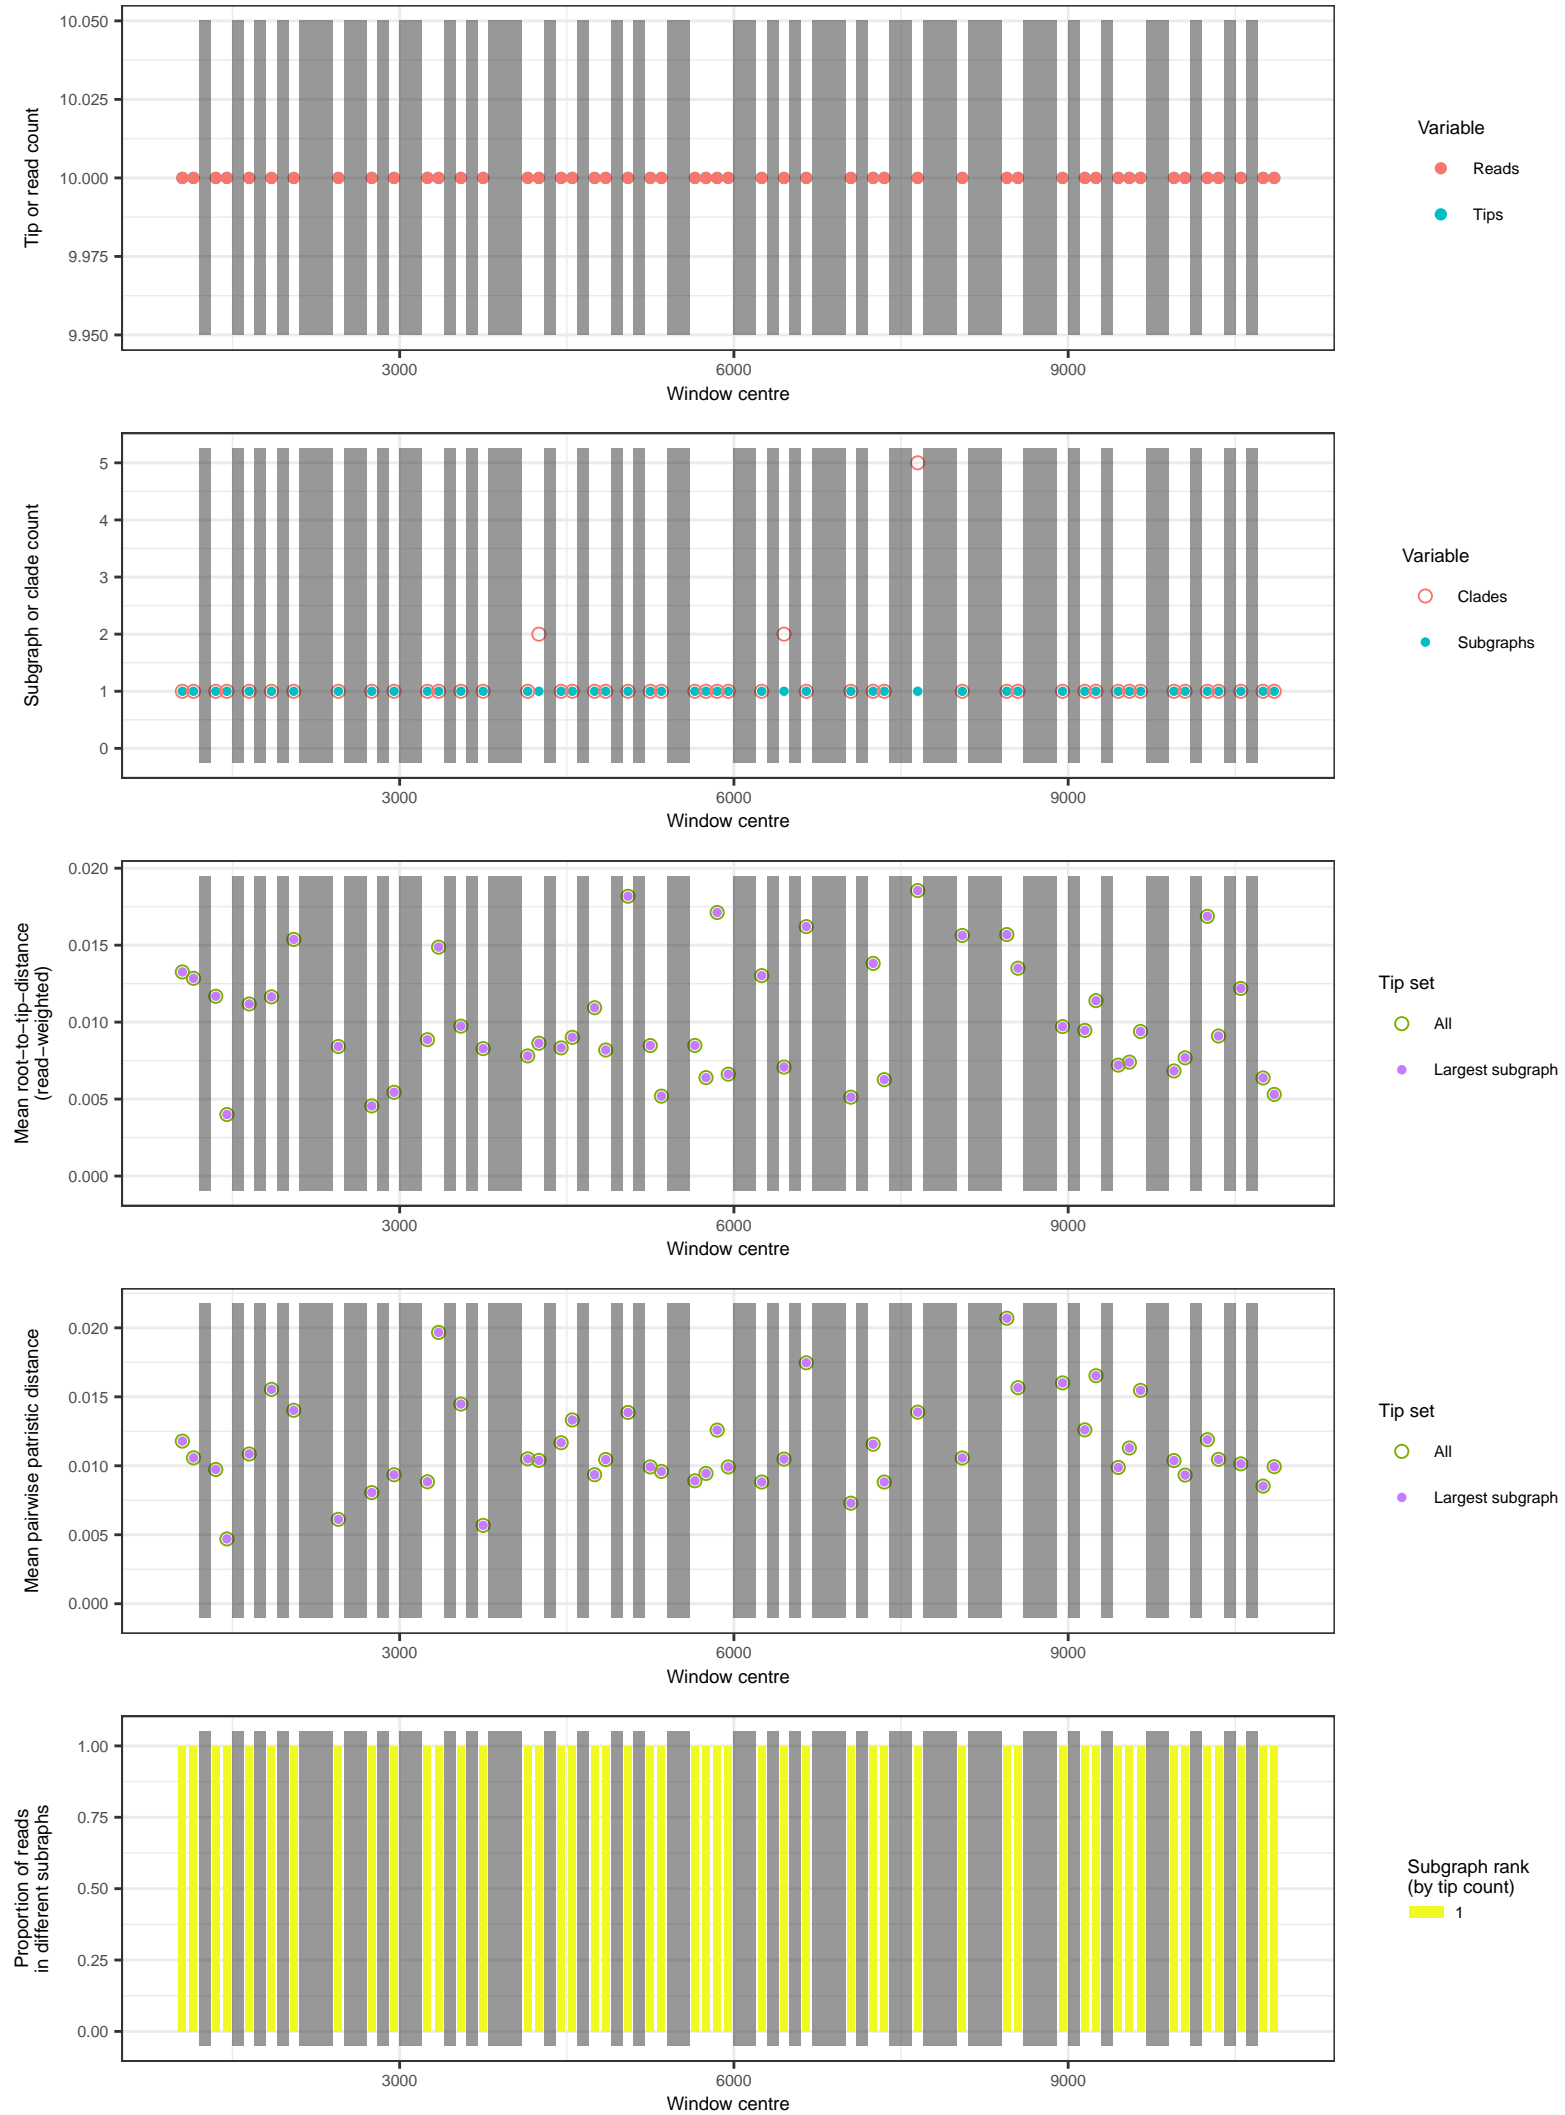 10.050
10.025
10.000
9.975
9.950
Tip or read count
3000
6000
9000
Window centre
Variable
Reads
Tips
5
4
3
2
1
0
Subgraph or clade count
3000
6000
9000
Window centre
Variable
Clades
Subgraphs
0.020
0.015
0.010
0.005
0.000
Mean root−to−tip−distance
(read−weighted)
3000
6000
9000
Window centre
Tip set
All
Largest subgraph
0.020
0.015
0.010
0.005
0.000
Mean pairwise patristic distance
3000
6000
9000
Window centre
Tip set
All
Largest subgraph
1.00
0.75
0.50
0.25
0.00
Proportion of reads
in different subraphs
3000
6000
9000
Window centre
Subgraph rank
(by tip count)
1